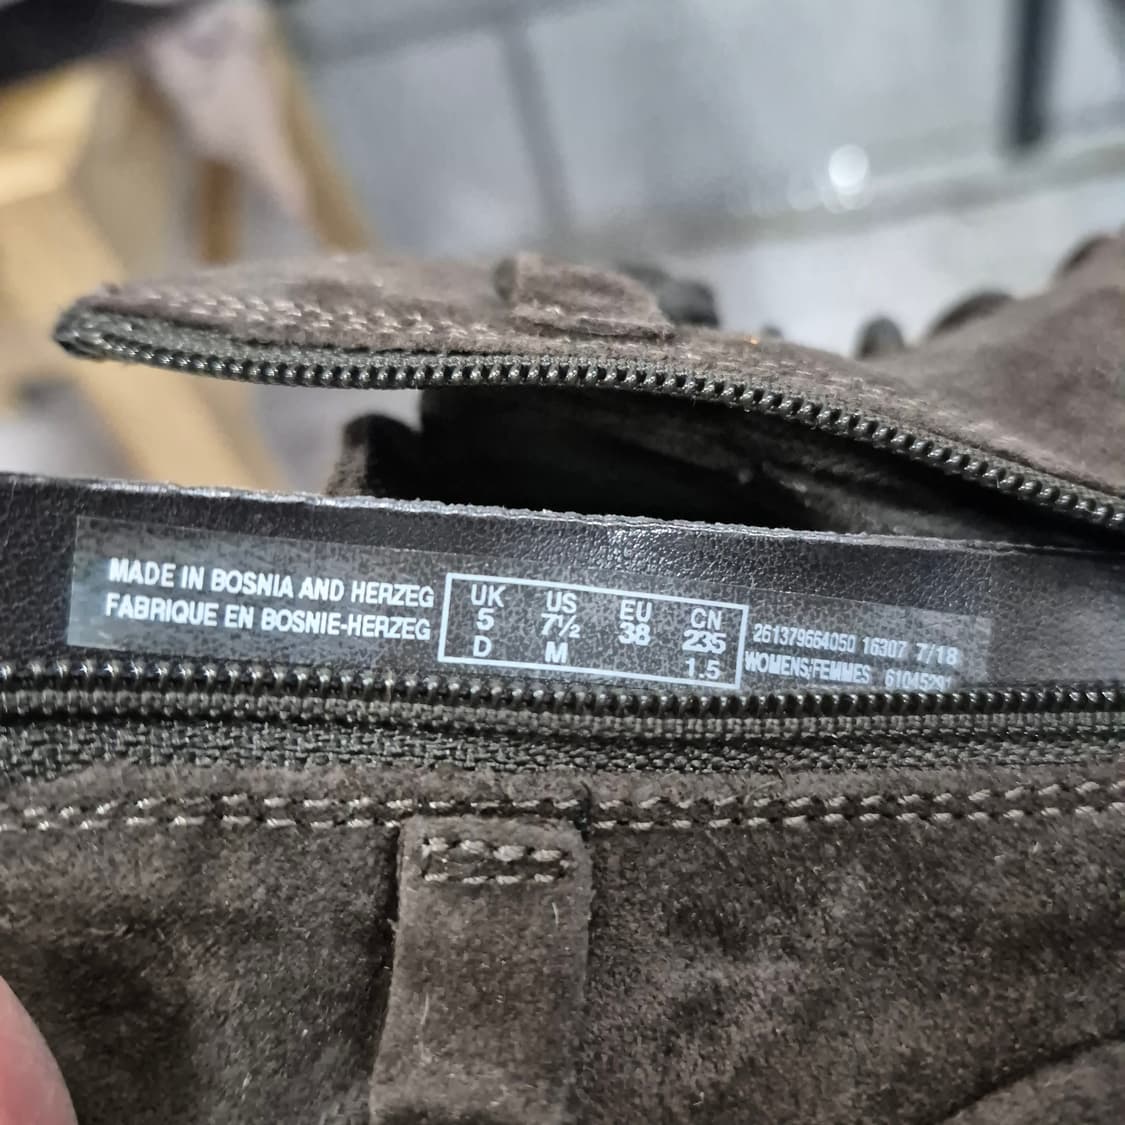 MADE IN BOSNIA AND HERZEG
FABRIQUE EN BOSNIE-HERZEG
UK US EU CN
5 7½ 38 235
D M 1.5
261379664050 16307 7/18
WOMENS/FEMMES 61045291